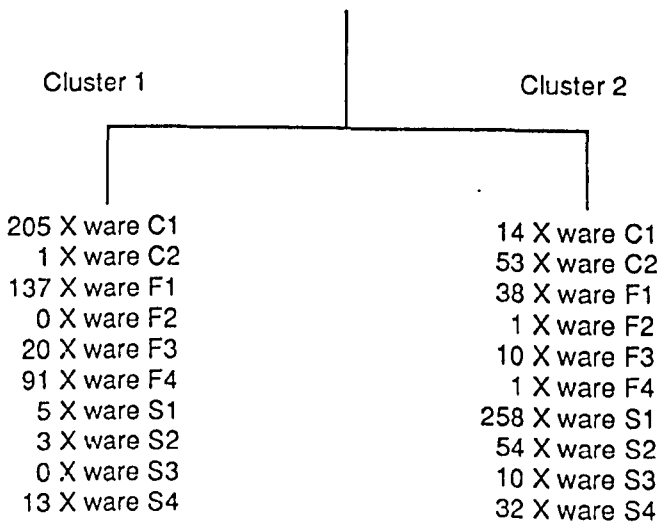 Cluster 1
205 X ware C1
1 X ware C2
137 X ware F1
0 X ware F2
20 X ware F3
91 X ware F4
5 X ware S1
3 X ware S2
0 X ware S3
13 X ware S4
Cluster 2
14 X ware C1
53 X ware C2
38 X ware F1
1 X ware F2
10 X ware F3
1 X ware F4
258 X ware S1
54 X ware S2
10 X ware S3
32 X ware S4